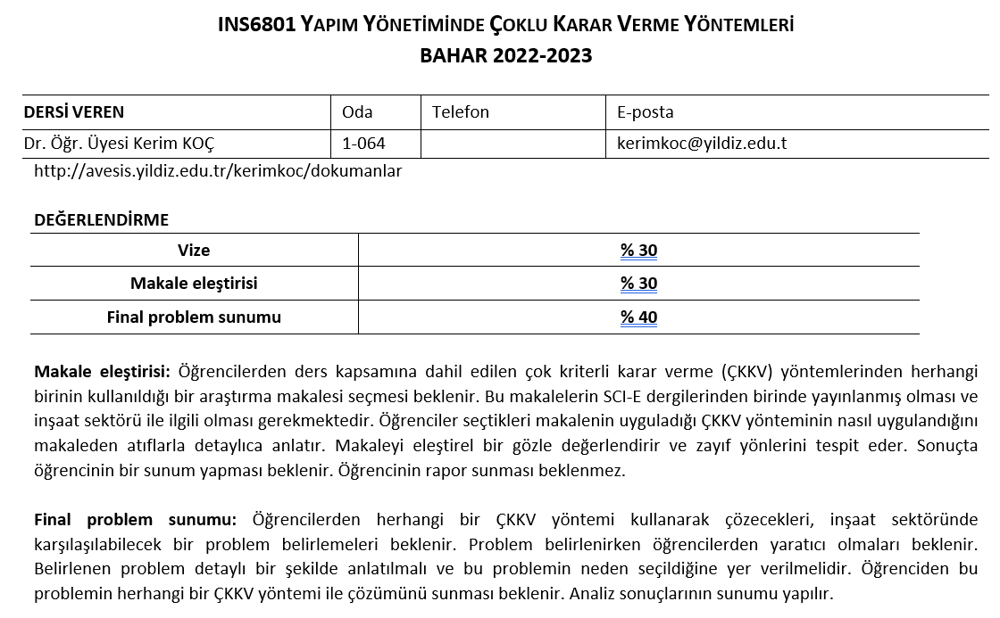 INS6801 YAPIM YÖNETİMİNDE ÇOKLU KARAR VERME YÖNTEMLERİ
BAHAR 2022-2023
DERSİ VEREN Oda Telefon E-posta
Dr. Öğr. Üyesi Kerim KOÇ 1-064 kerimkoc@yildiz.edu.t
http://avesis.yildiz.edu.tr/kerimkoc/dokumanlar
DEĞERLENDİRME
Vize % 30
Makale eleştirisi % 30
Final problem sunumu % 40
Makale eleştirisi: Öğrencilerden ders kapsamına dahil edilen çok kriterli karar verme (ÇKKV) yöntemlerinden herhangi
birinin kullanıldığı bir araştırma makalesi seçmesi beklenir. Bu makalelerin SCI-E dergilerinden birinde yayınlanmış olması ve
inşaat sektörü ile ilgili olması gerekmektedir. Öğrenciler seçtikleri makalenin uyguladığı ÇKKV yönteminin nasıl uygulandığını
makaleden atıflarla detaylıca anlatır. Makaleyi eleştirel bir gözle değerlendirir ve zayıf yönlerini tespit eder. Sonuçta
öğrencinin bir sunum yapması beklenir. Öğrencinin rapor sunması beklenmez.
Final problem sunumu: Öğrencilerden herhangi bir ÇKKV yöntemi kullanarak çözecekleri, inşaat sektöründe
karşılaşılabilecek bir problem belirlemeleri beklenir. Problem belirlenirken öğrencilerden yaratıcı olmaları beklenir.
Belirlenen problem detaylı bir şekilde anlatılmalı ve bu problemin neden seçildiğine yer verilmelidir. Öğrenciden bu
problemin herhangi bir ÇKKV yöntemi ile çözümünü sunması beklenir. Analiz sonuçlarının sunumu yapılır.